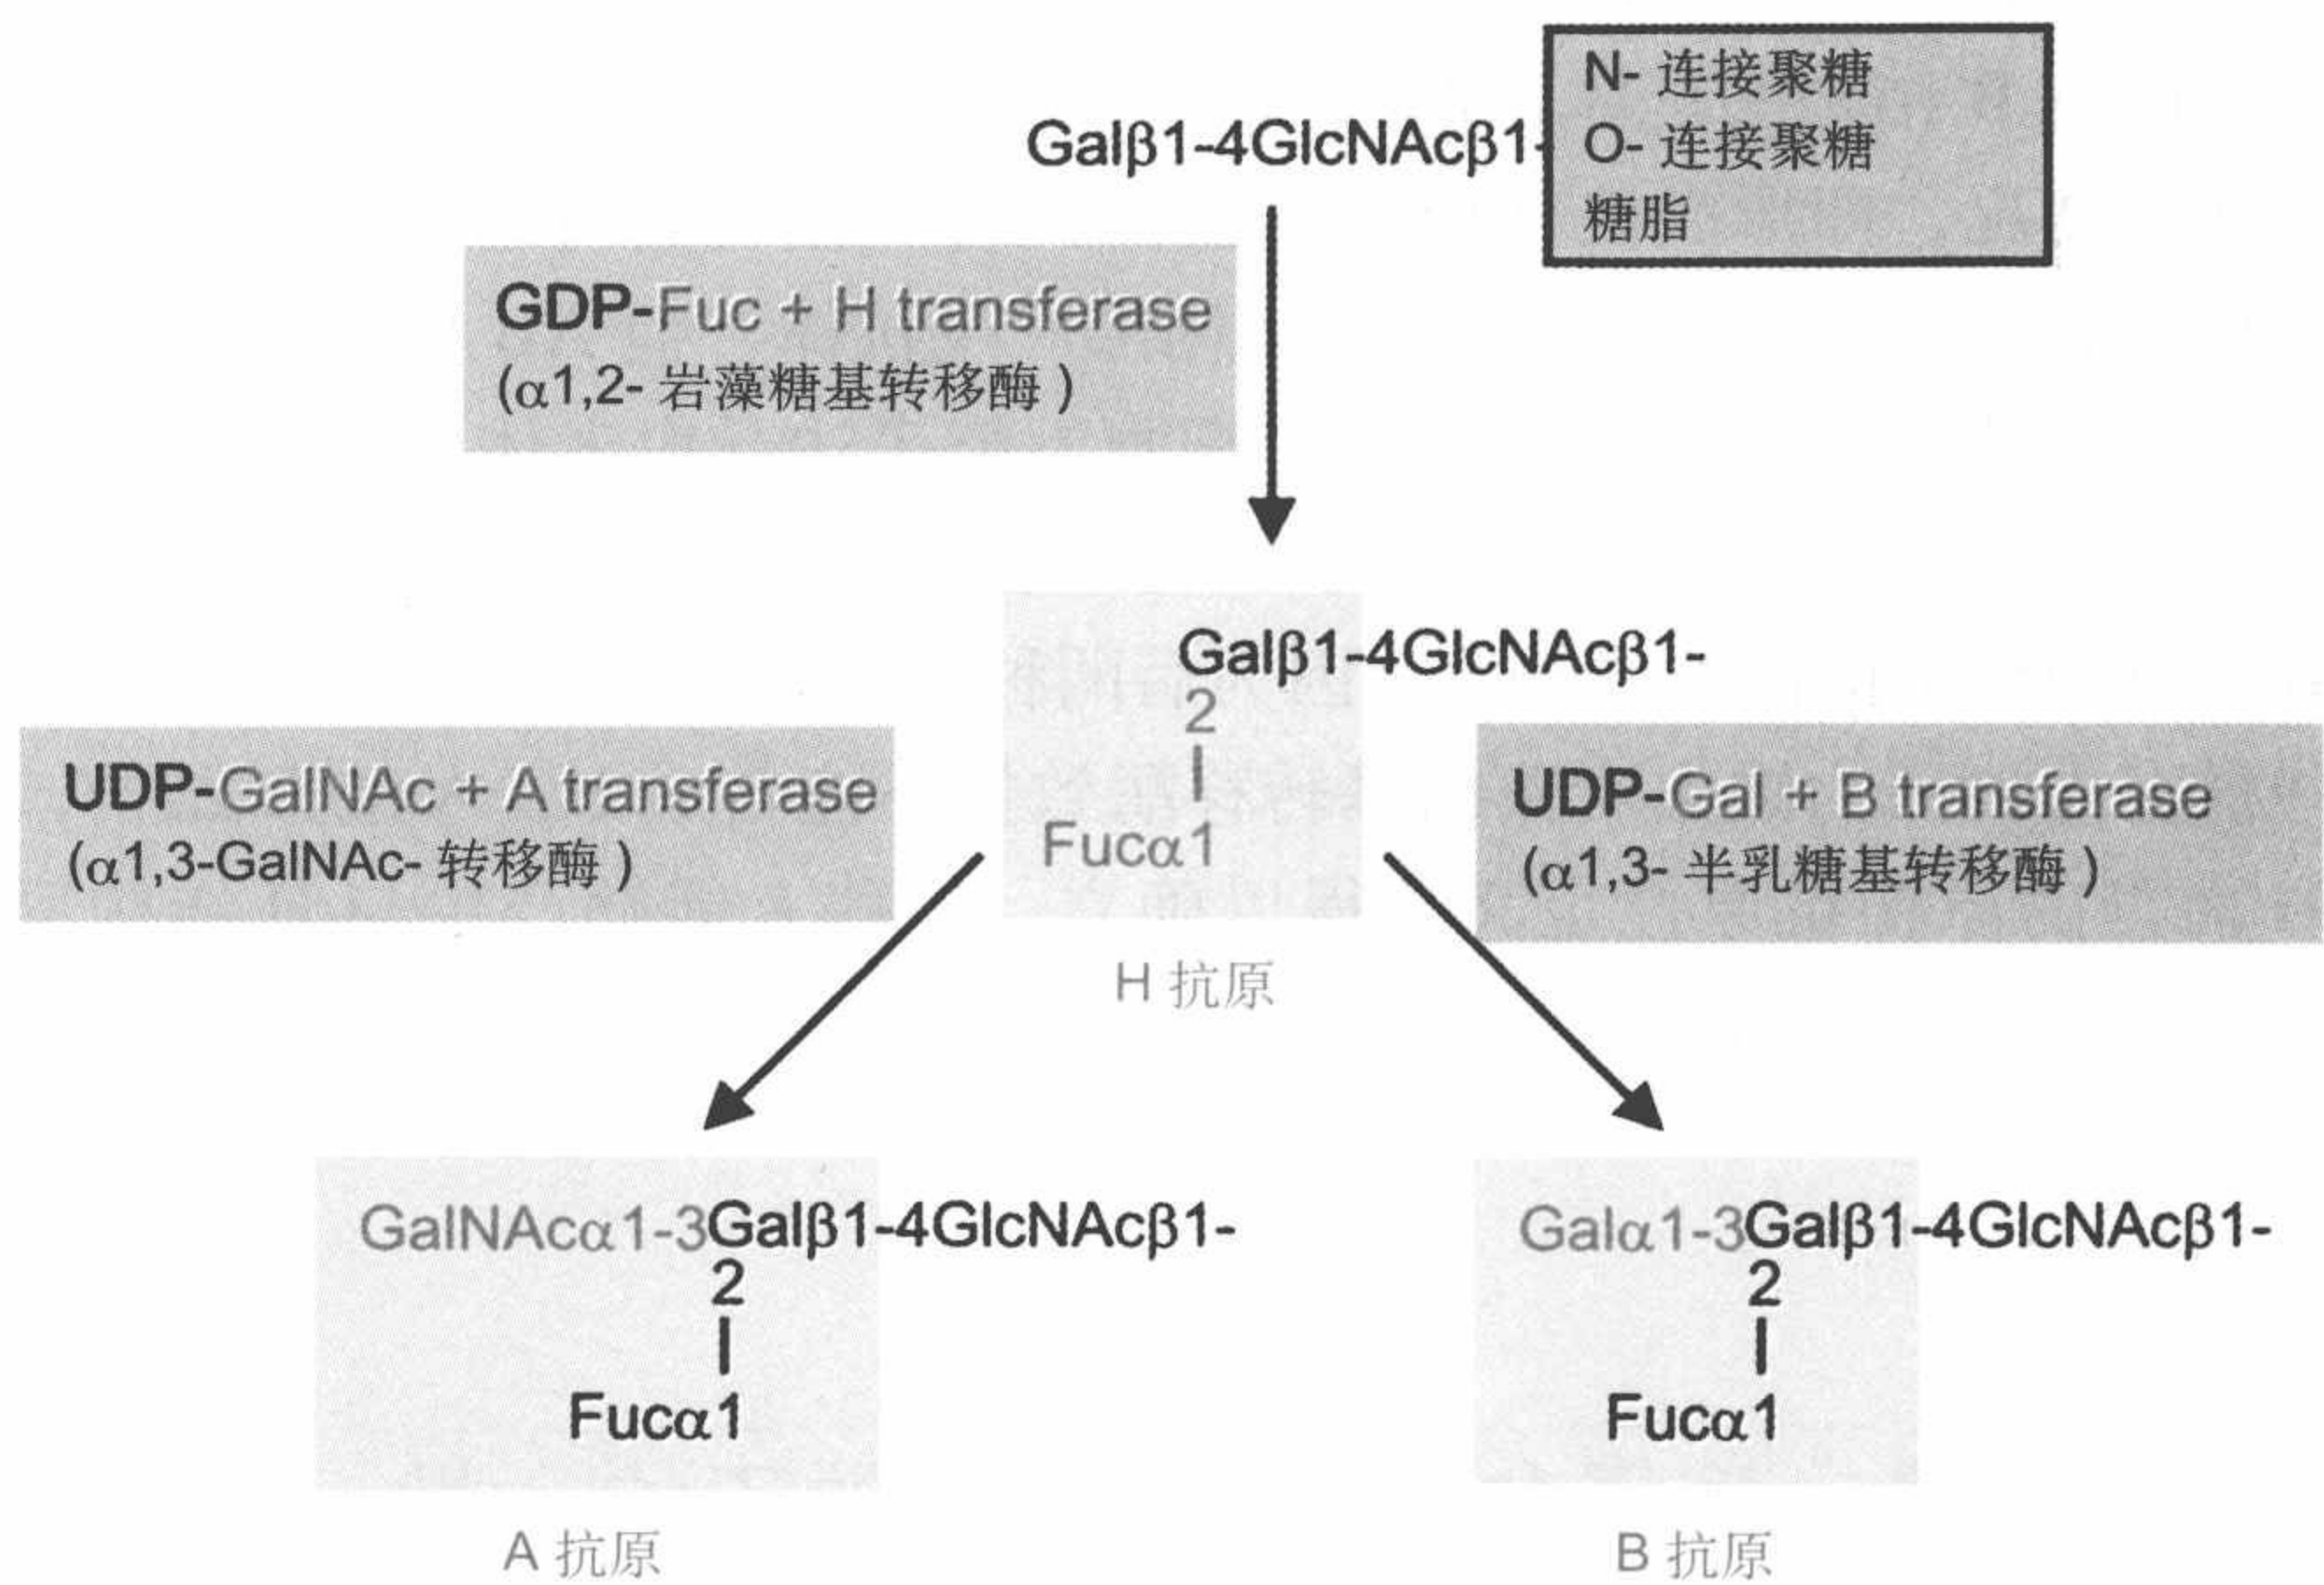 N- 连接聚糖
Galβ1-4GlcNAcβ1-
O- 连接聚糖
糖脂
GDP-Fuc + H transferase
(α1,2- 岩藻糖基转移酶 )
Galβ1-4GlcNAcβ1-
2
Fucα1
UDP-GalNAc + A transferase
(α1,3-GalNAc- 转移酶 )
UDP-Gal + B transferase
(α1,3- 半乳糖基转移酶 )
H 抗原
GalNAcα1-3Galβ1-4GlcNAcβ1-
2
Fucα1
A 抗原
Galα1-3Galβ1-4GlcNAcβ1-
2
Fucα1
B 抗原